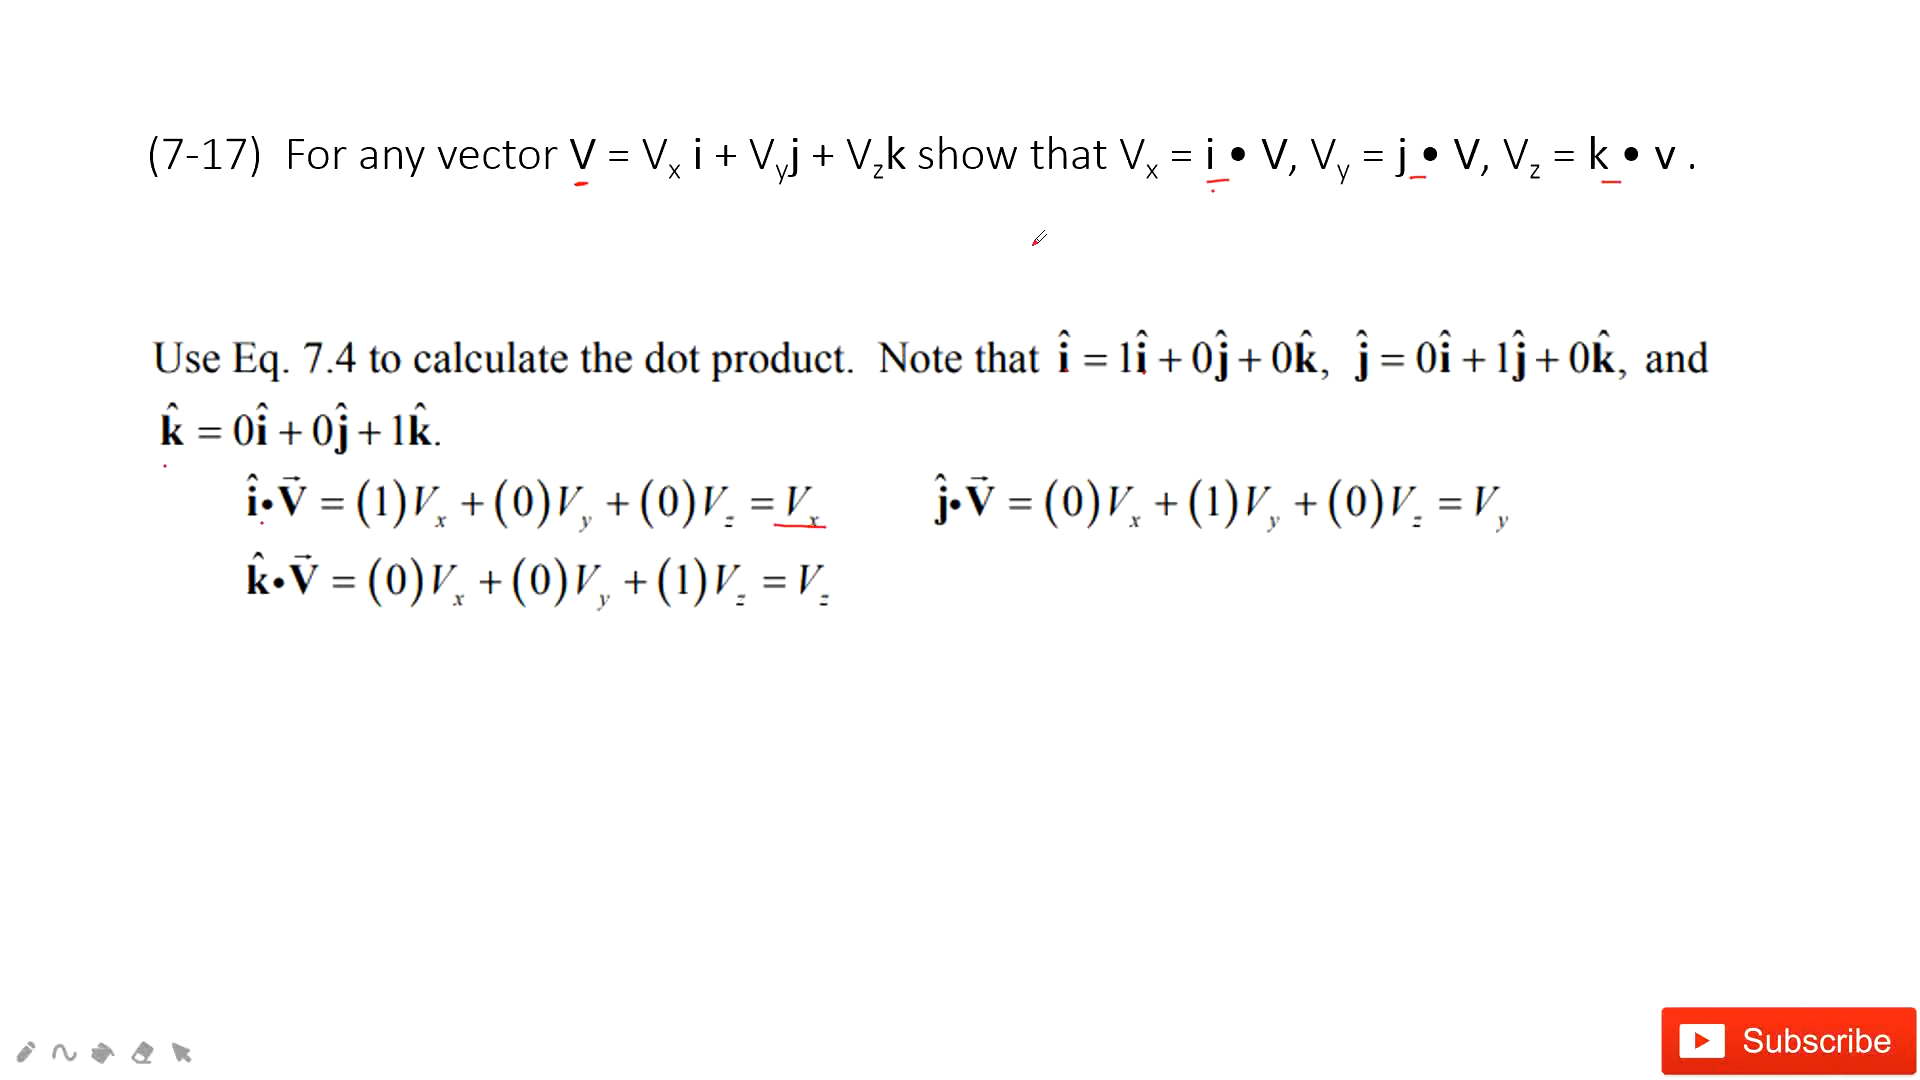 (7-17) For any vector V = Vx i + Vyj + Vzk show that Vx = i • V, Vy = j • V, Vz = k • v .
Use Eq. 7.4 to calculate the dot product. Note that î = 1î + 0ĵ + 0k̂, ĵ = 0î + 1ĵ + 0k̂, and
k̂ = 0î + 0ĵ + 1k̂.
î•V⃗ = (1)Vx + (0)Vy + (0)Vz = Vx ĵ•V⃗ = (0)Vx + (1)Vy + (0)Vz = Vy
k̂•V⃗ = (0)Vx + (0)Vy + (1)Vz = Vz
Subscribe